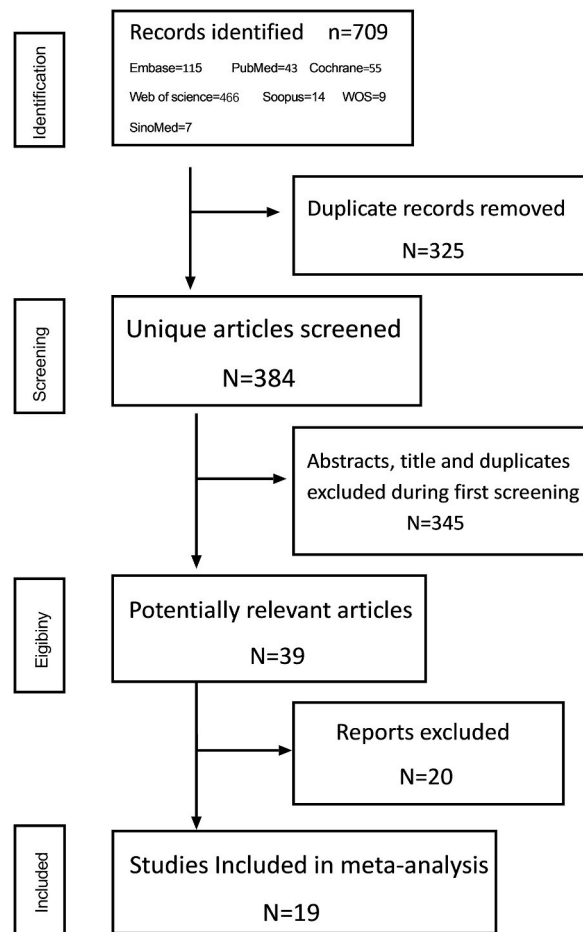 Identification
Records identified n=709
Embase=115 PubMed=43 Cochrane=55
Web of science=466 Soopus=14 WOS=9
SinoMed=7
Duplicate records removed
N=325
Screening
Unique articles screened
N=384
Abstracts, title and duplicates
excluded during first screening
N=345
Eigibiny
Potentially relevant articles
N=39
Reports excluded
N=20
Included
Studies Included in meta-analysis
N=19